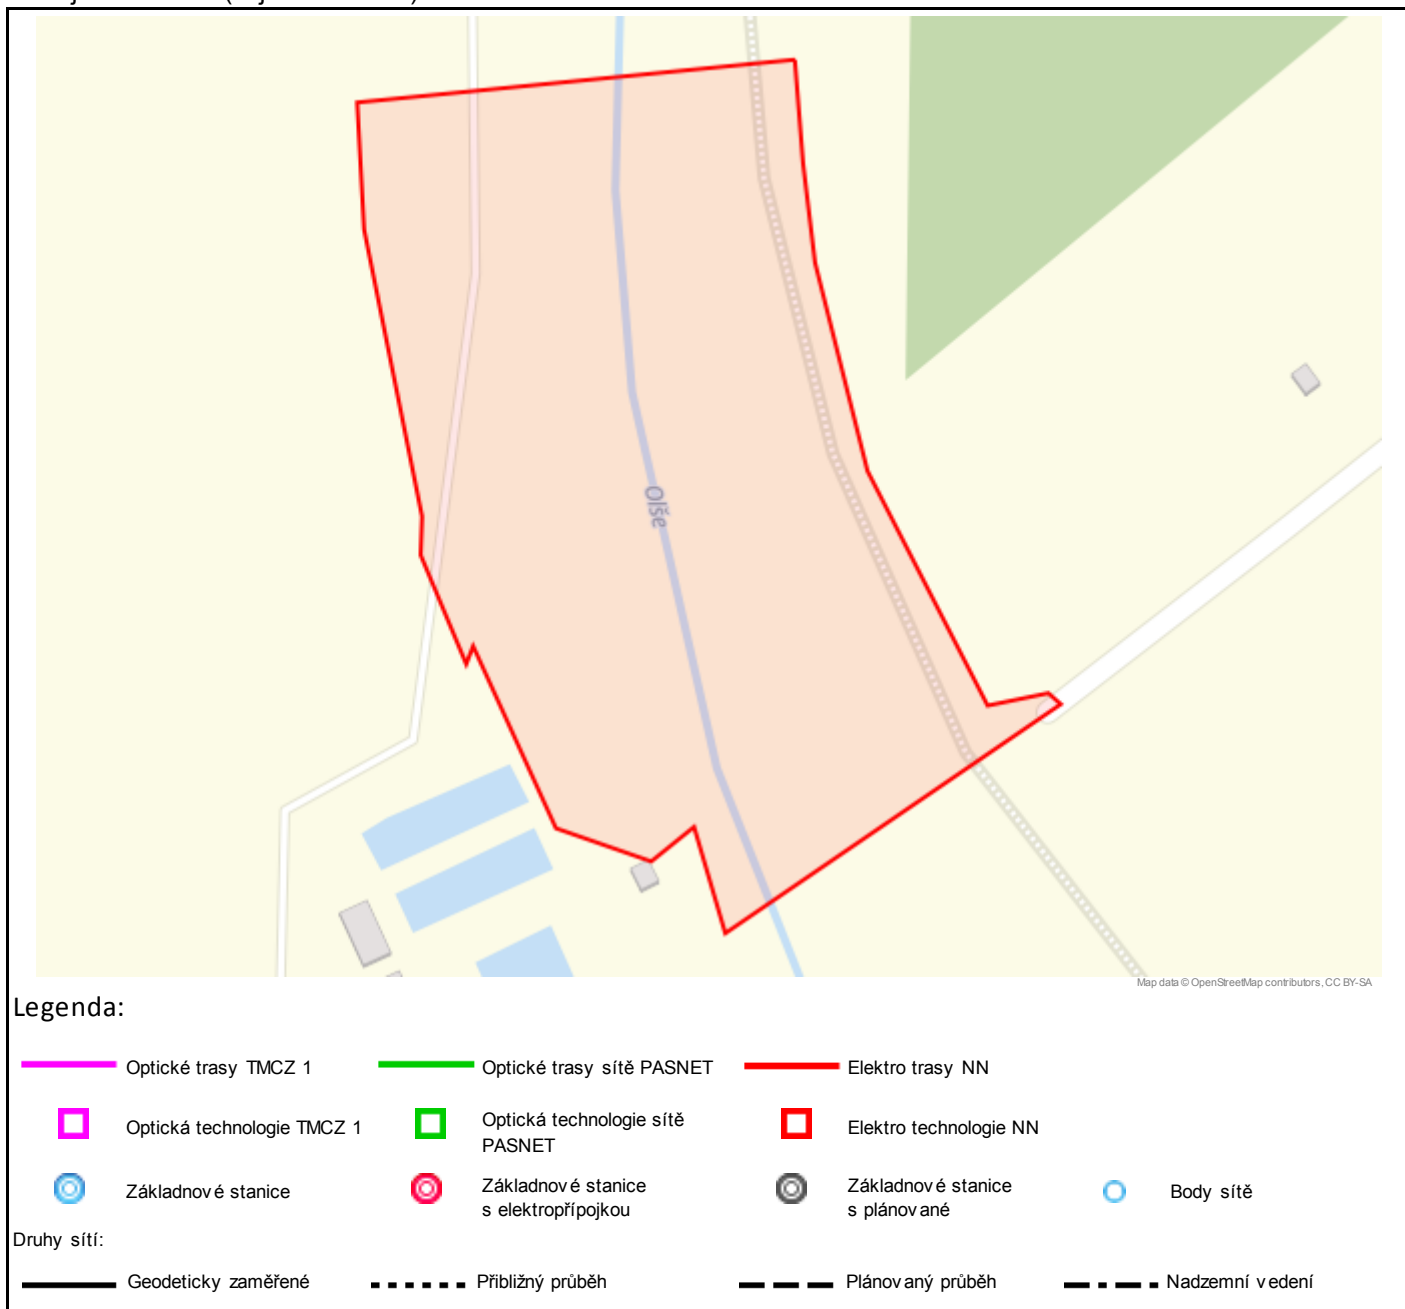 Olše
Map data © OpenStreetMap contributors, CC BY-SA
Legenda:
Optické trasy TMCZ 1
Optické trasy sítě PASNET
Elektro trasy NN
Optická technologie TMCZ 1
Optická technologie sítě
PASNET
Elektro technologie NN
Základnové stanice
Základnové stanice
s elektropřípojkou
Základnové stanice
s plánované
Body sítě
Druhy sítí:
Geodeticky zaměřené
Přibližný průběh
Plánovaný průběh
Nadzemní vedení